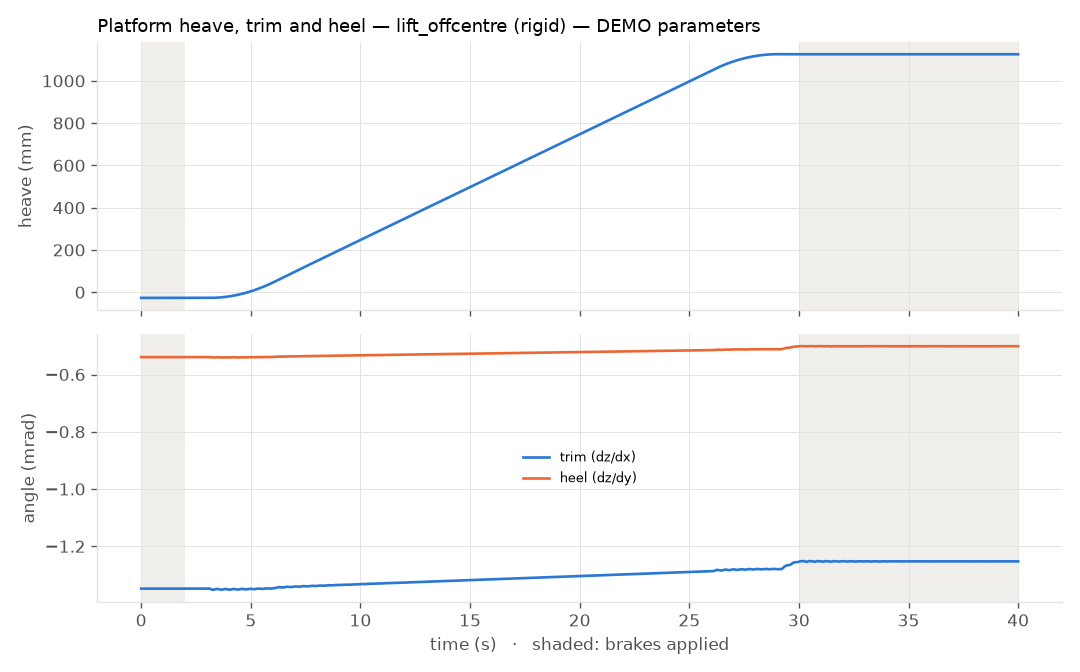 Platform heave, trim and heel — lift_offcentre (rigid) — DEMO parameters
heave (mm)
1000
800
600
400
200
0
angle (mrad)
−0.6
−0.8
−1.0
−1.2
trim (dz/dx)
heel (dz/dy)
0 5 10 15 20 25 30 35 40
time (s) · shaded: brakes applied